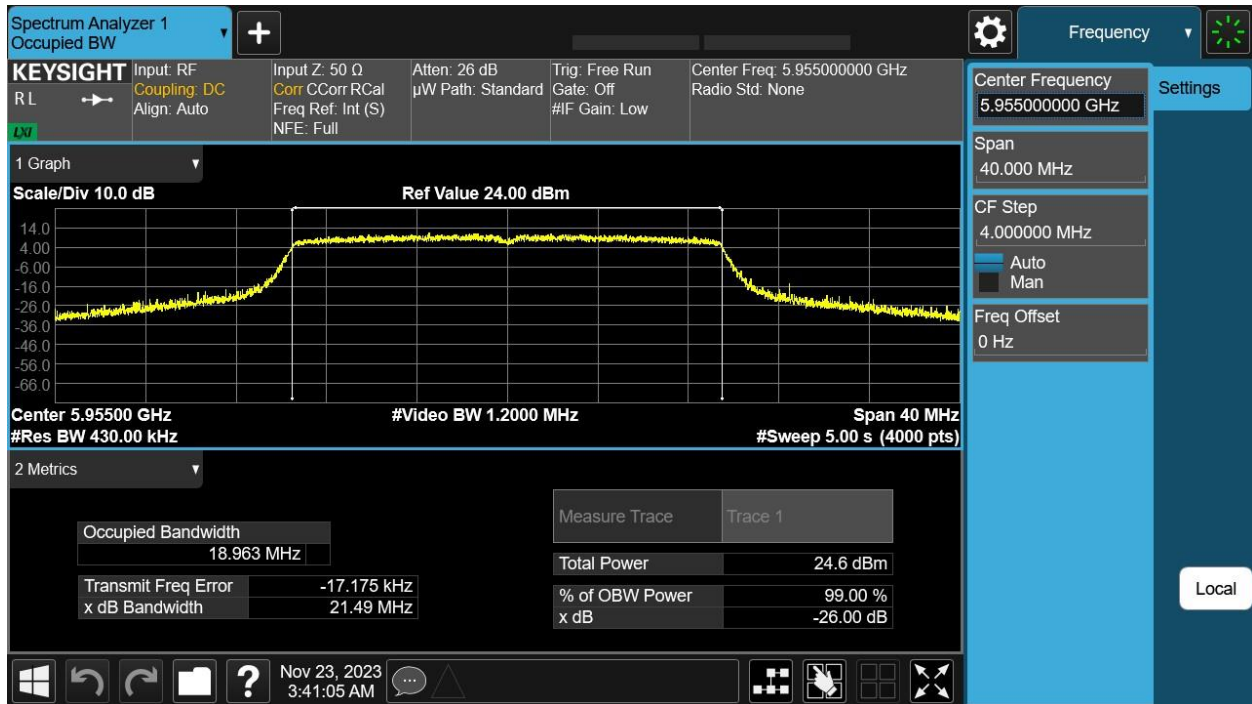 Spectrum Analyzer 1
Occupied BW
Frequency
KEYSIGHT
R L
LXI
Input: RF
Coupling: DC
Align: Auto
Input Z: 50 Ω
Corr CCorr RCal
Freq Ref: Int (S)
NFE: Full
Atten: 26 dB
µW Path: Standard
Trig: Free Run
Gate: Off
#IF Gain: Low
Center Freq: 5.955000000 GHz
Radio Std: None
Center Frequency
5.955000000 GHz
Settings
Span
40.000 MHz
CF Step
4.000000 MHz
Auto
Man
Freq Offset
0 Hz
Local
1 Graph
Scale/Div 10.0 dB
Ref Value 24.00 dBm
14.0
4.00
-6.00
-16.0
-26.0
-36.0
-46.0
-56.0
-66.0
Center 5.95500 GHz
#Video BW 1.2000 MHz
Span 40 MHz
#Res BW 430.00 kHz
#Sweep 5.00 s (4000 pts)
2 Metrics
Occupied Bandwidth
18.963 MHz
Transmit Freq Error -17.175 kHz
x dB Bandwidth 21.49 MHz
Measure Trace Trace 1
Total Power 24.6 dBm
% of OBW Power 99.00 %
x dB -26.00 dB
?
Nov 23, 2023
3:41:05 AM